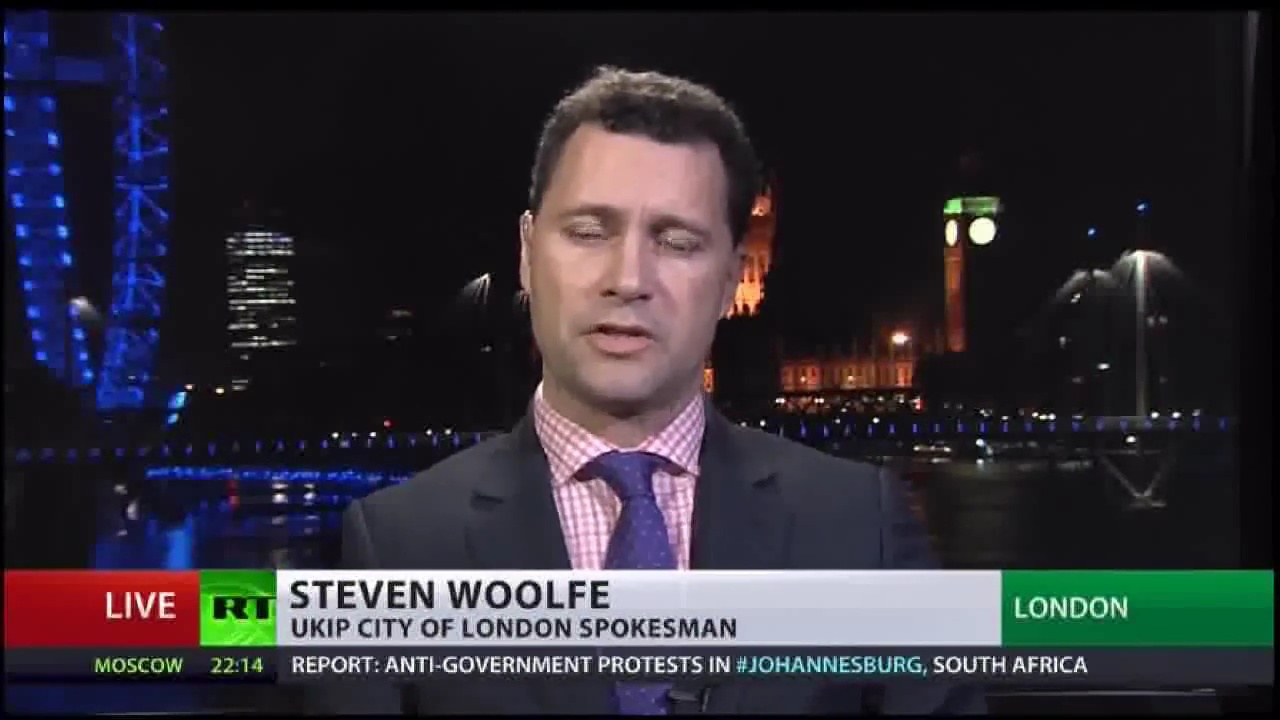 LIVE
RT
STEVEN WOOLFE
UKIP CITY OF LONDON SPOKESMAN
LONDON
MOSCOW 22:14
REPORT: ANTI-GOVERNMENT PROTESTS IN #JOHANNESBURG, SOUTH AFRICA